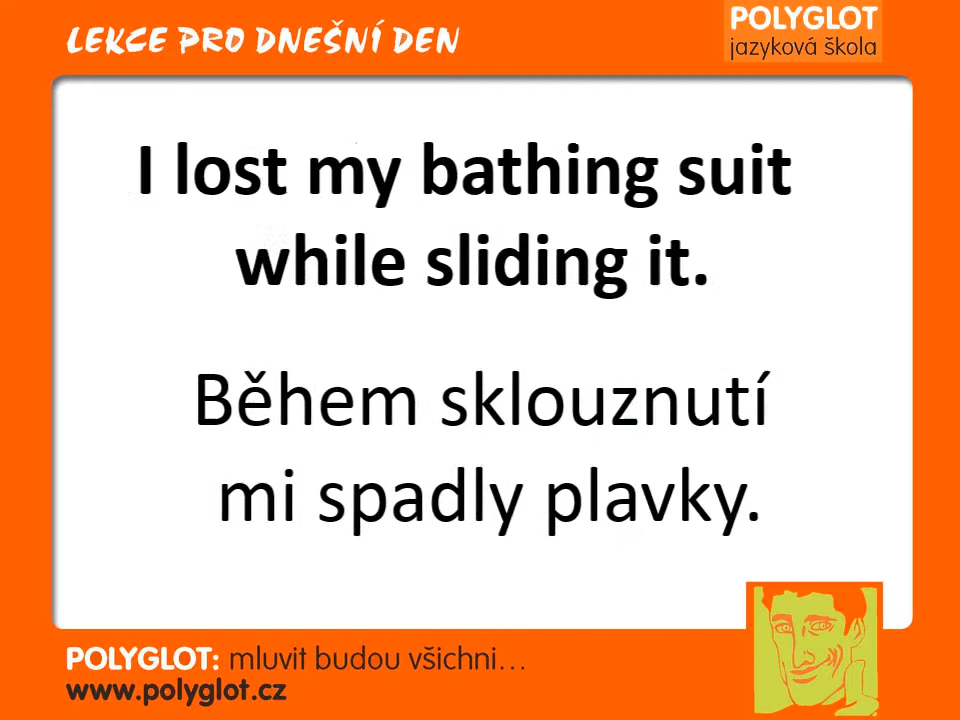 LEKCE PRO DNEŠNÍ DEN
POLYGLOT
jazyková škola
I lost my bathing suit
while sliding it.
Během sklouznutí
mi spadly plavky.
POLYGLOT: mluvit budou všichni...
www.polyglot.cz